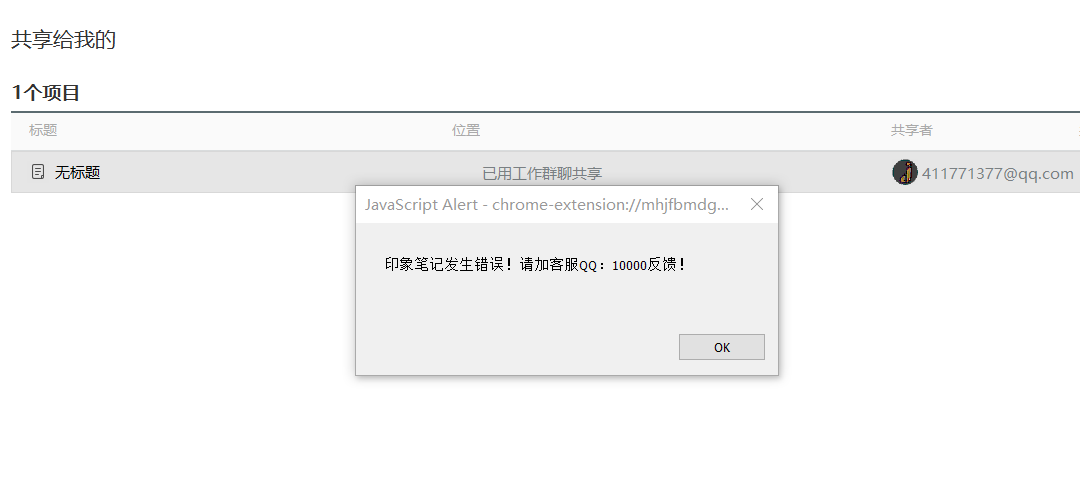 共享给我的
1个项目
标题 位置 共享者
无标题 已用工作群聊共享 411771377@qq.com
JavaScript Alert - chrome-extension://mhjfbmdg...
印象笔记发生错误！请加客服QQ：10000反馈！
OK